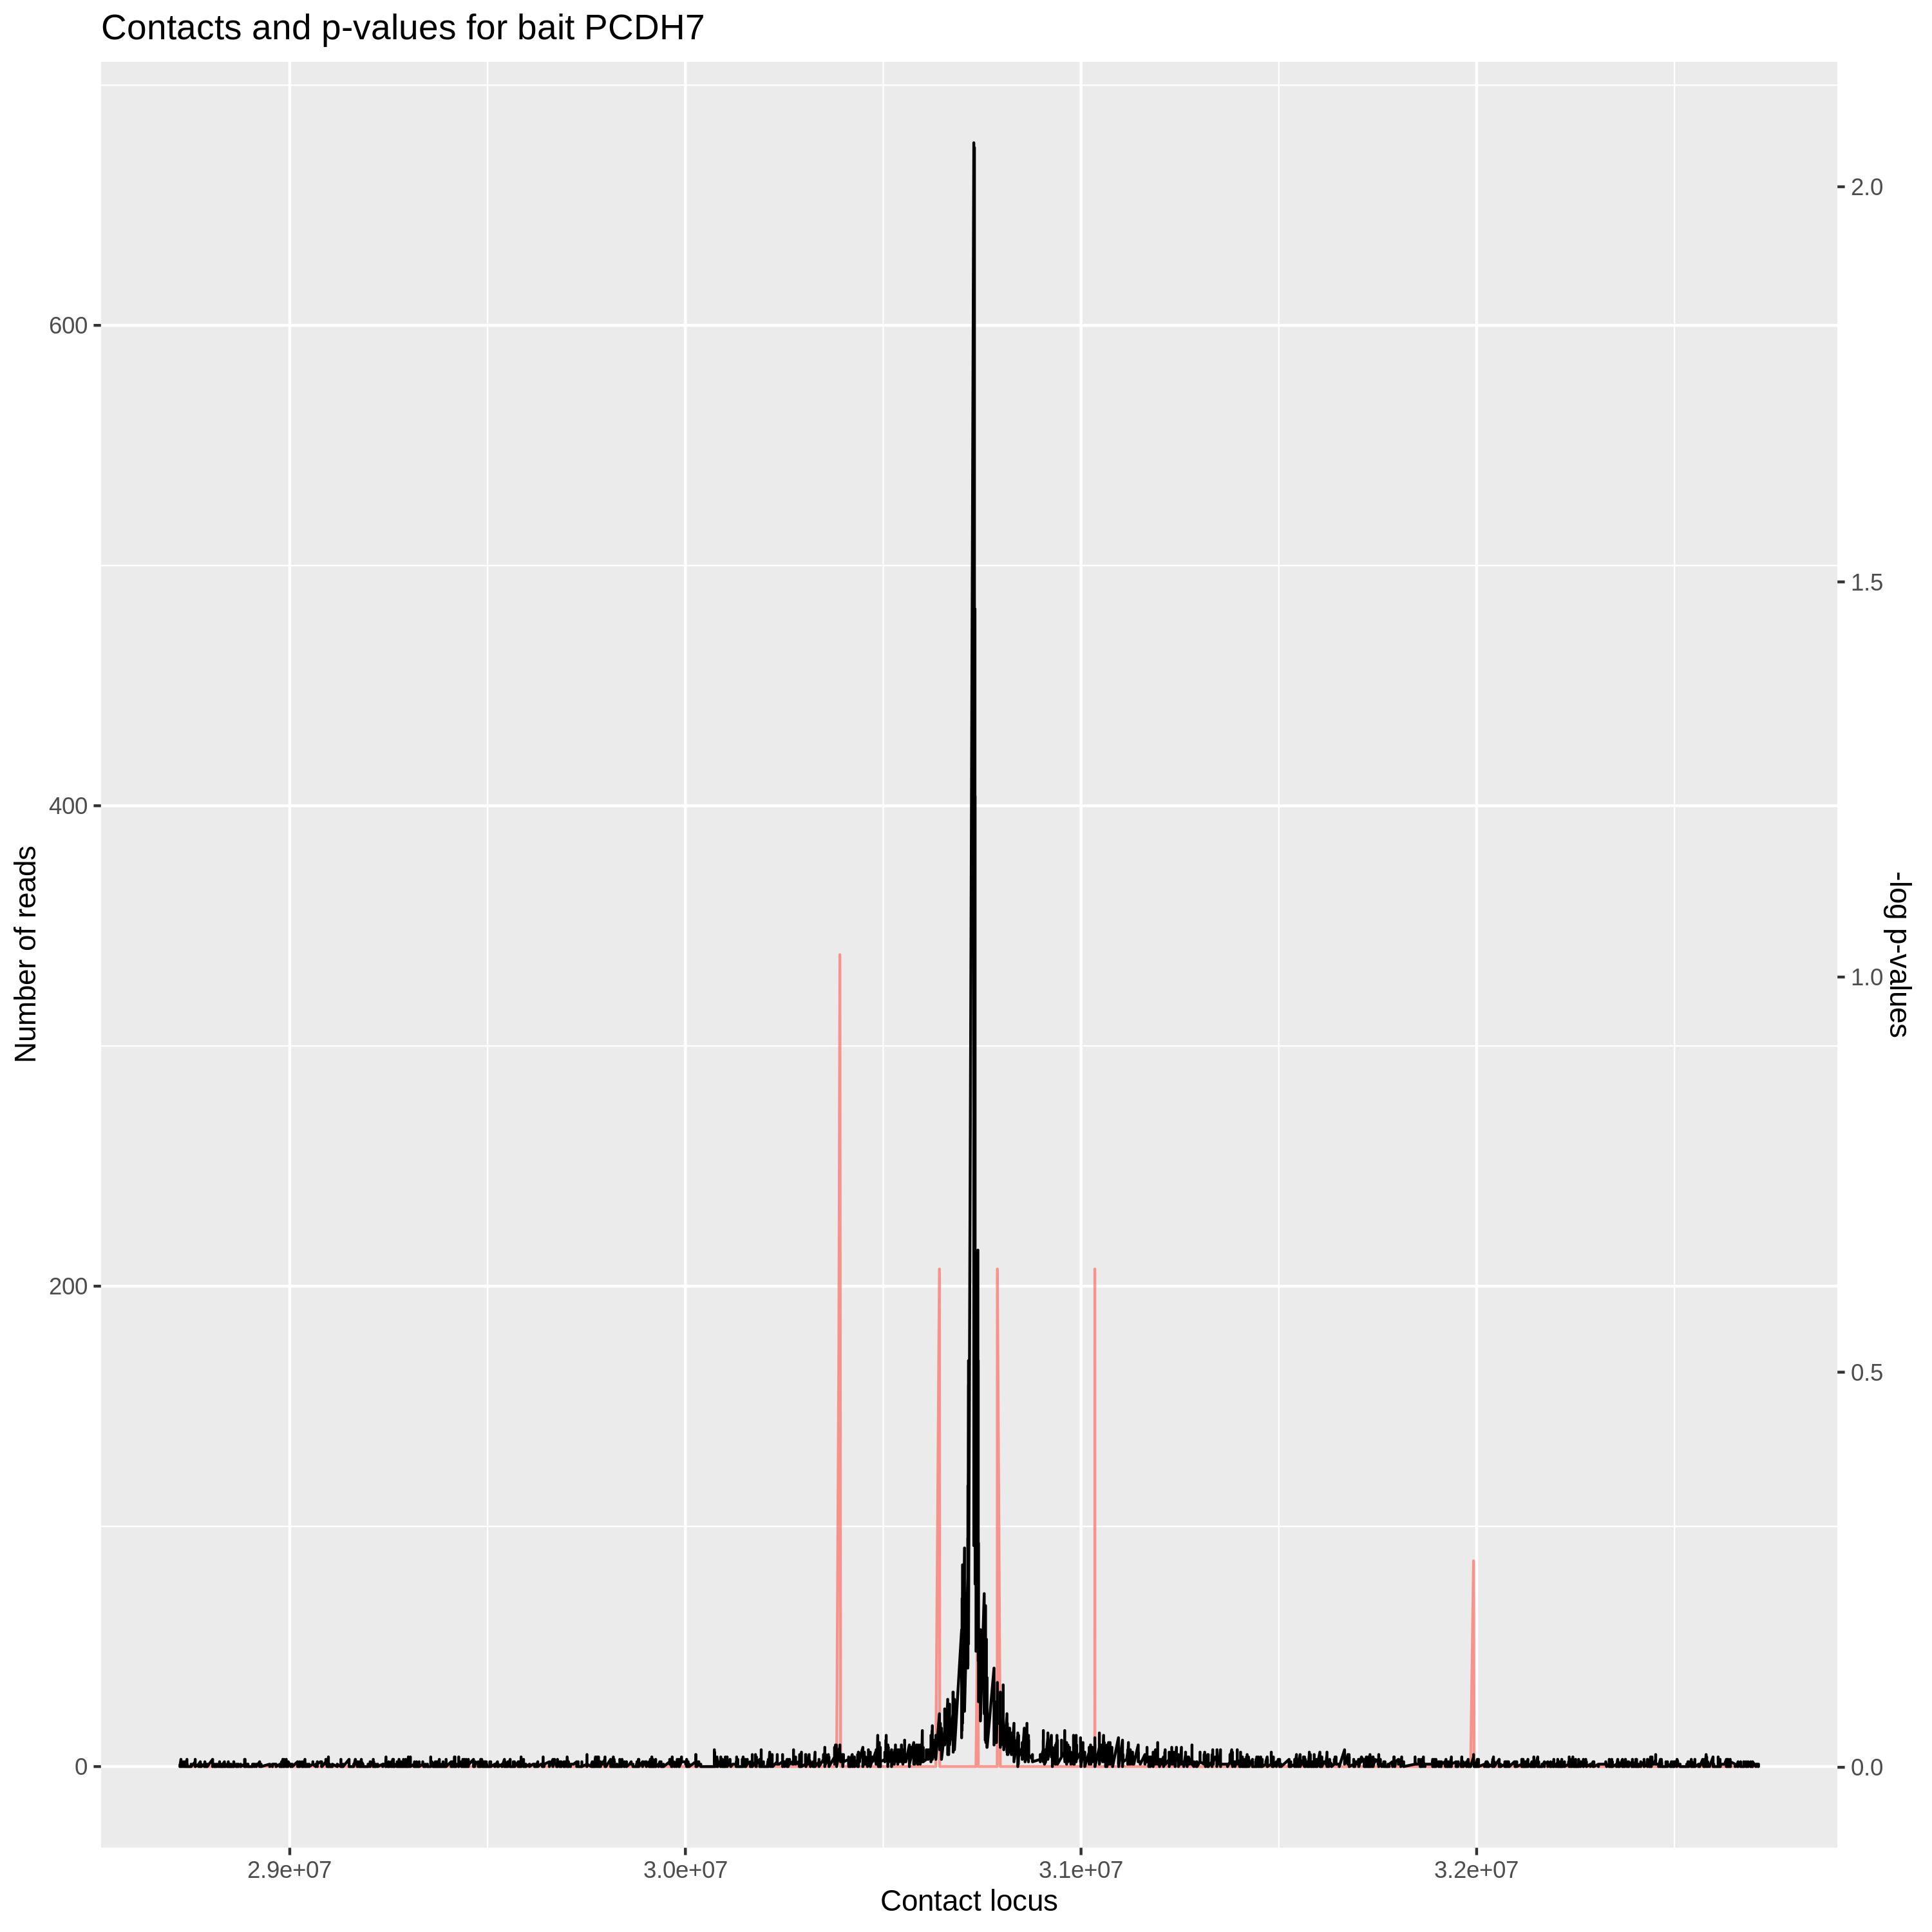 Contacts and p-values for bait PCDH7
Number of reads
600
400
200
0
2.0
1.5
1.0
0.5
0.0
-log p-values
2.9e+07
3.0e+07
3.1e+07
3.2e+07
Contact locus